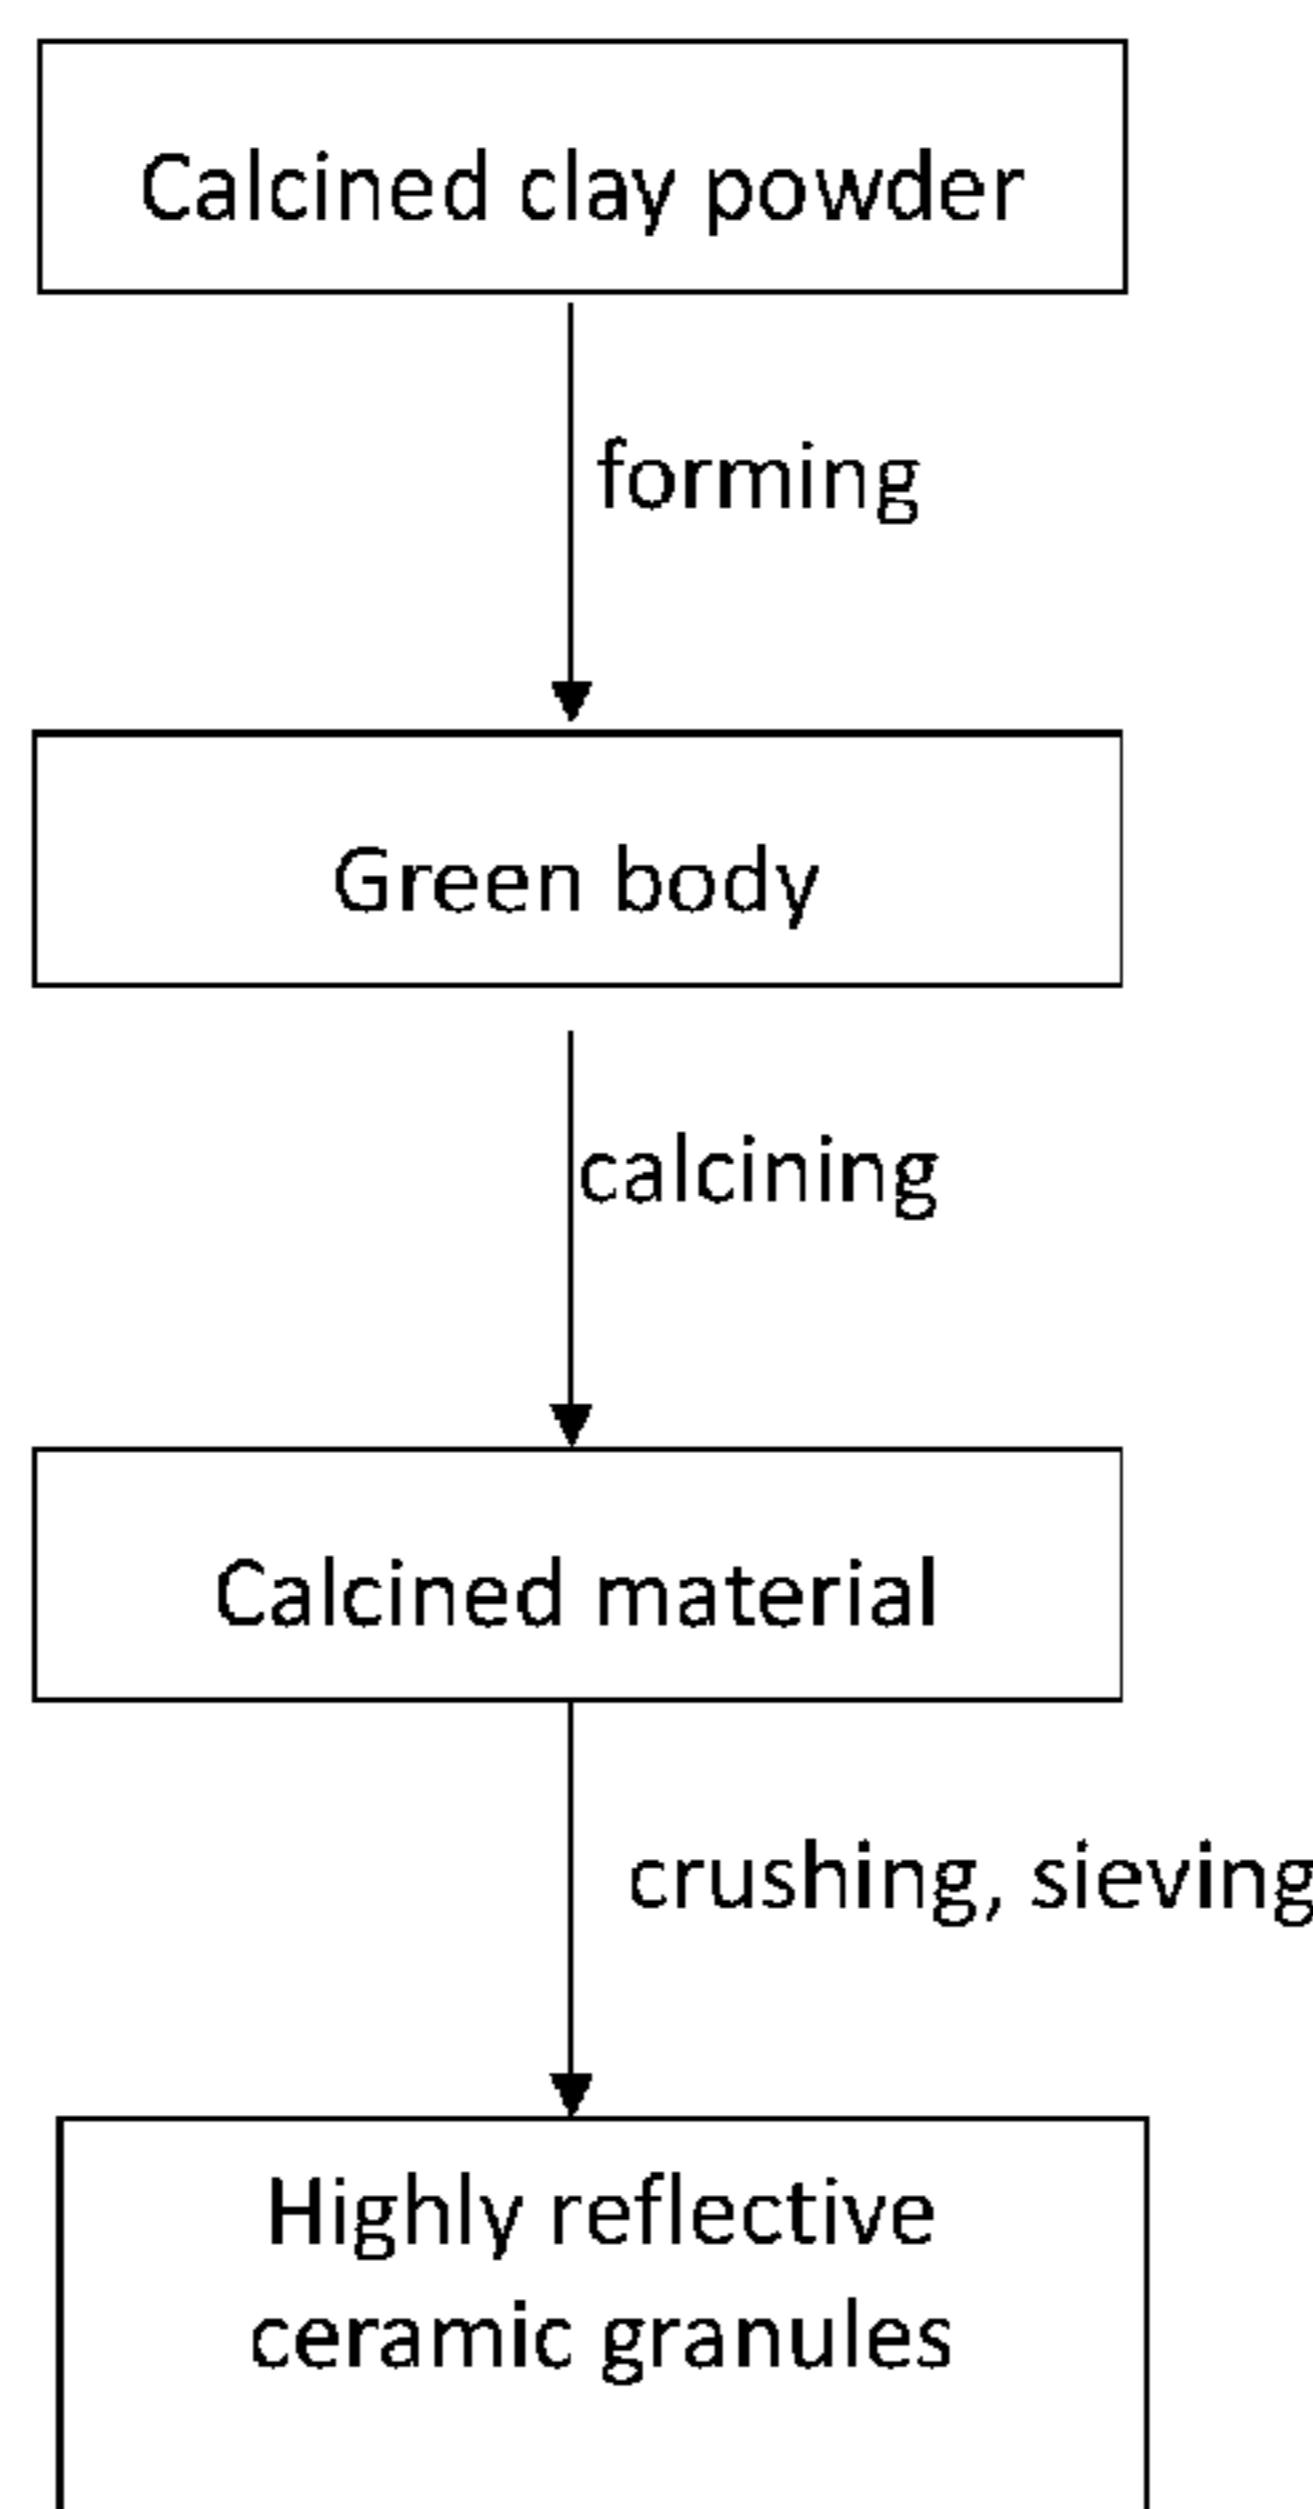 Calcined clay powder
forming
Green body
calcining
Calcined material
crushing, sieving
Highly reflective
ceramic granules